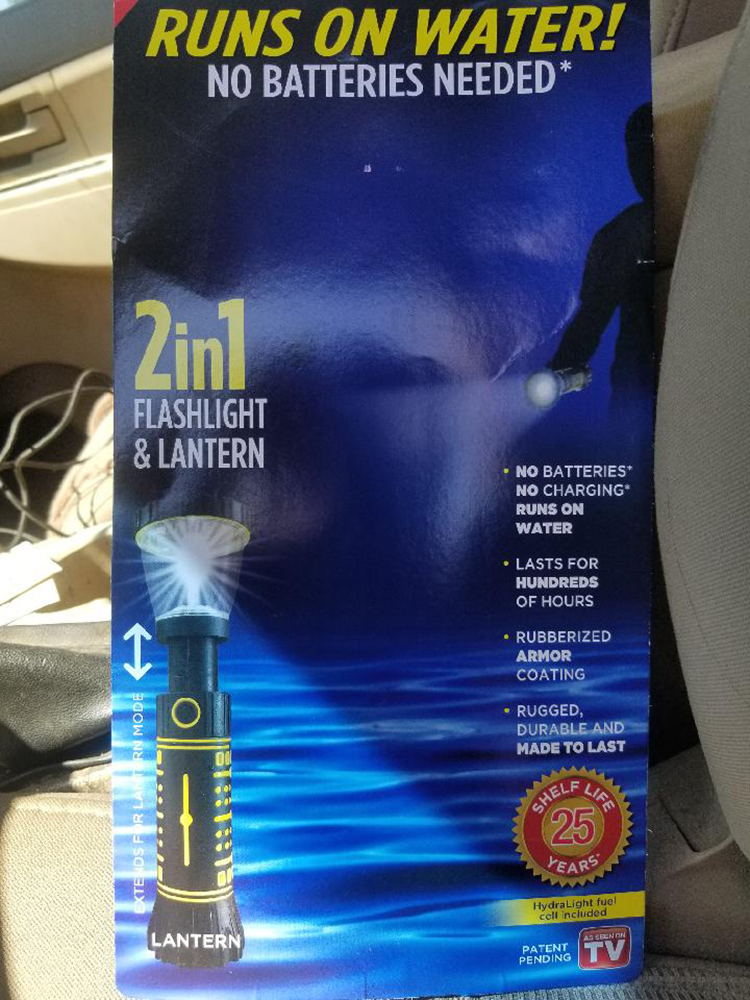 RUNS ON WATER!
NO BATTERIES NEEDED*
2in1
FLASHLIGHT
& LANTERN
• NO BATTERIES*
NO CHARGING*
RUNS ON
WATER
• LASTS FOR
HUNDREDS
OF HOURS
• RUBBERIZED
ARMOR
COATING
• RUGGED,
DURABLE AND
MADE TO LAST
EXTENDS FOR LANTERN MODE
LANTERN
SHELF LIFE
25
YEARS*
HydraLight fuel
cell included
PATENT
PENDING
AS SEEN ON
TV